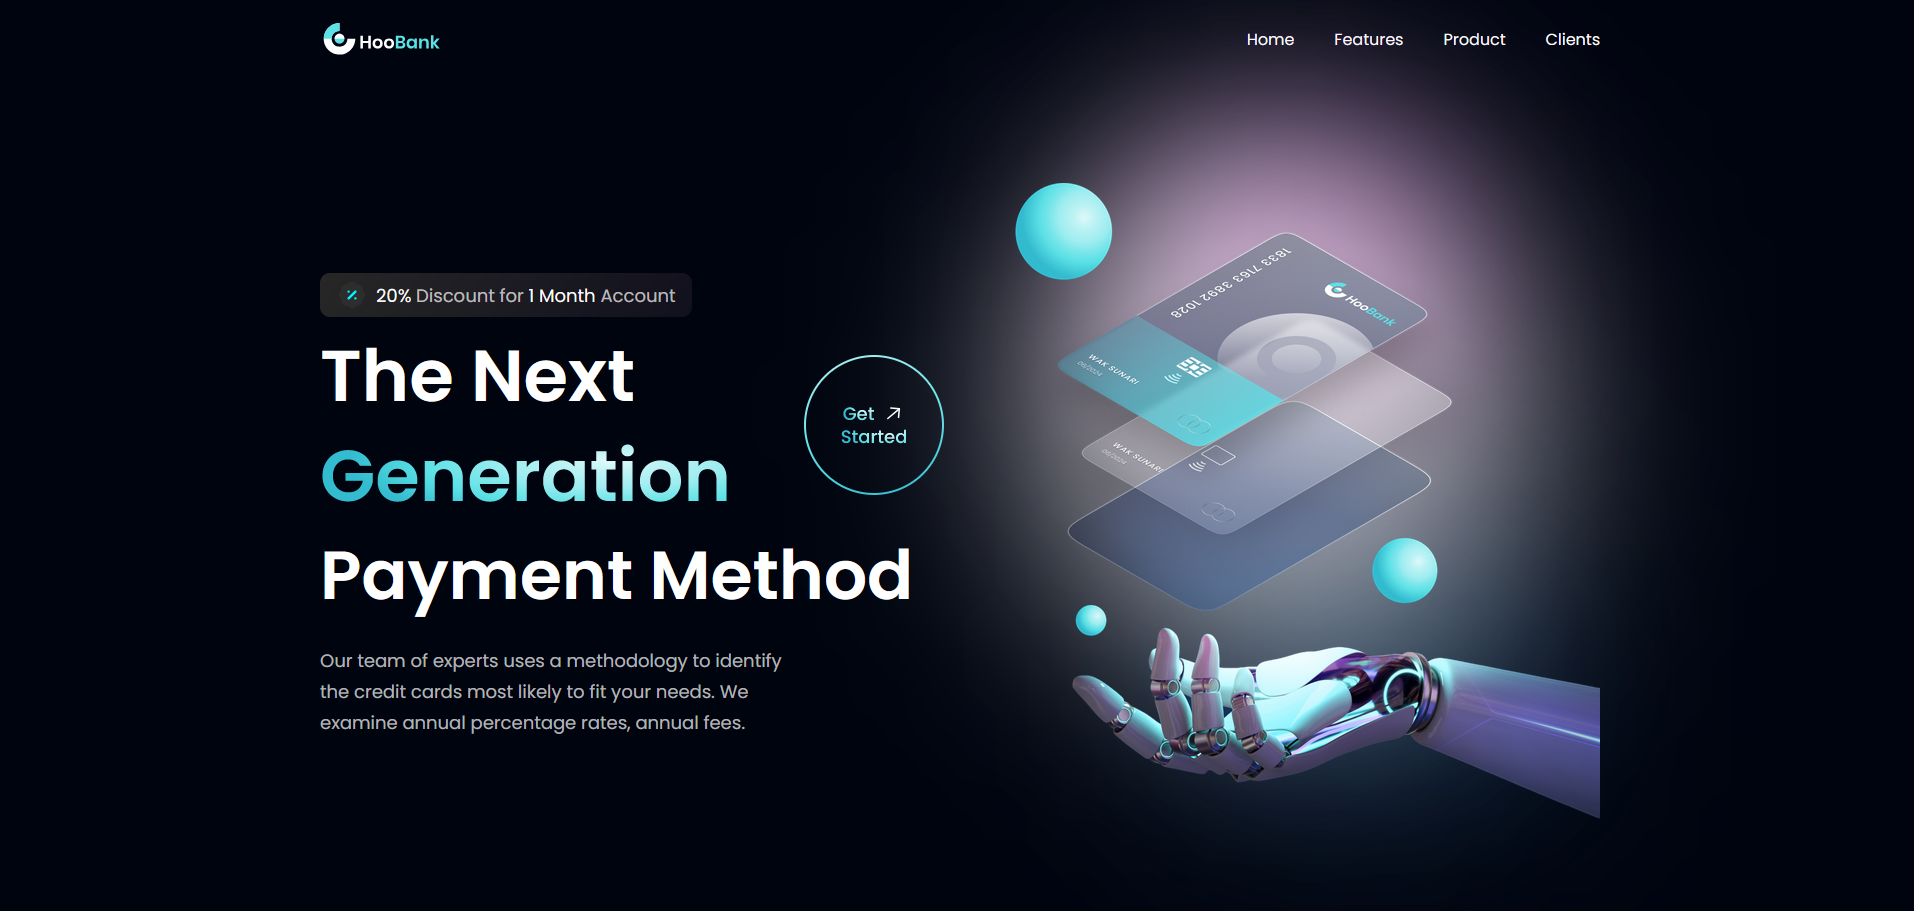 HooBank
Home
Features
Product
Clients
20% Discount for 1 Month Account
The Next
Generation
Payment Method
Get
Started
Our team of experts uses a methodology to identify
the credit cards most likely to fit your needs. We
examine annual percentage rates, annual fees.
1833 7163 3892 1028
HooBank
WAK SUNARI
06/2024
WAK SUNARI
06/2024